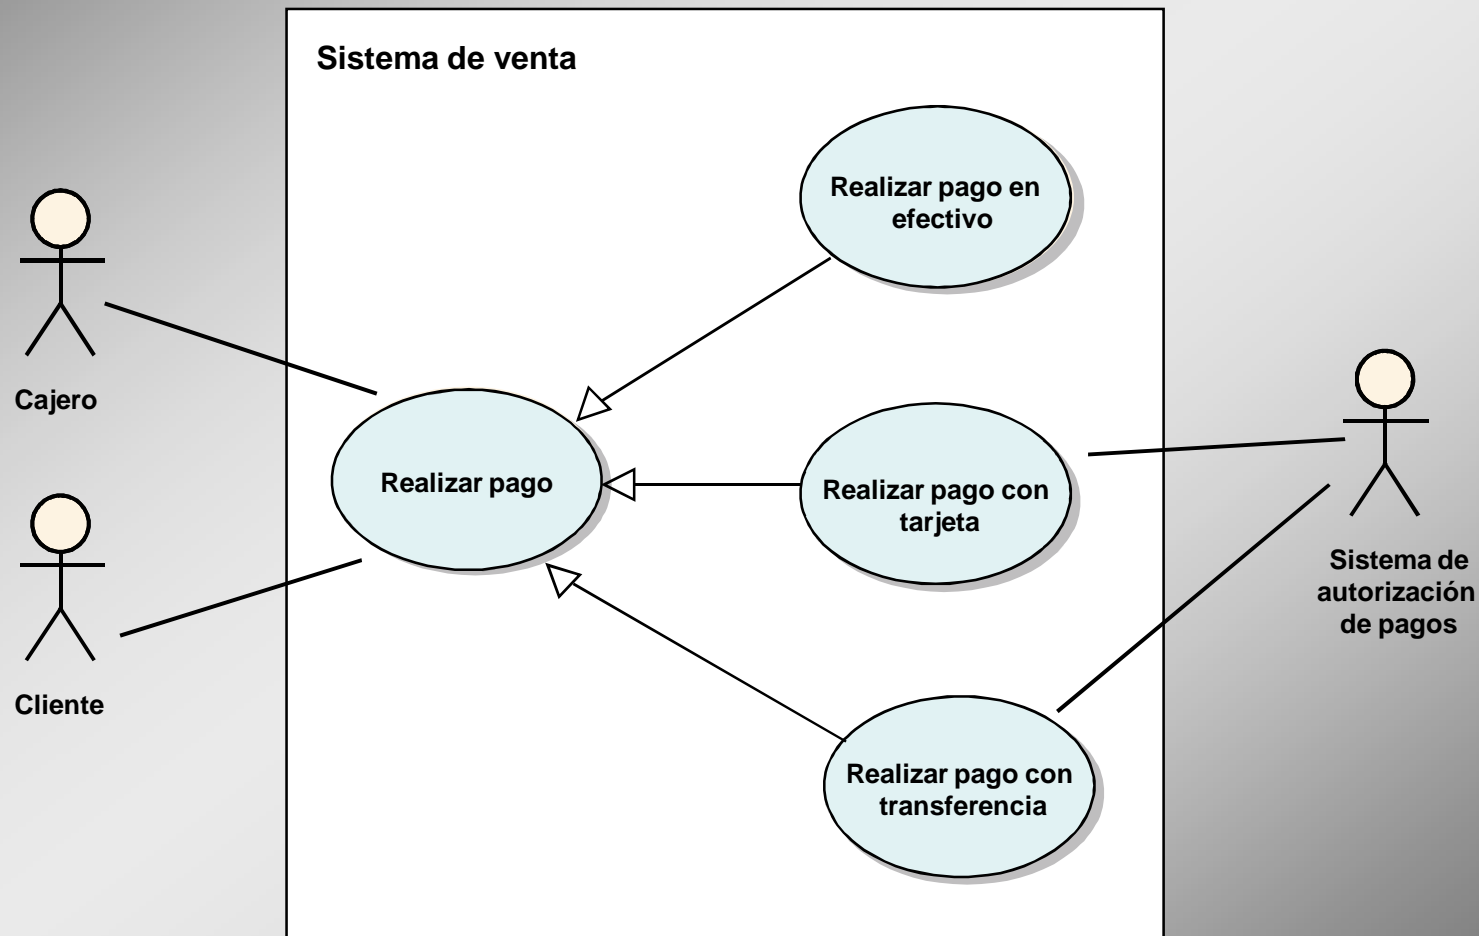 Sistema de venta
Realizar pago en
efectivo
Cajero
Realizar pago
Realizar pago con
tarjeta
Sistema de
autorización
de pagos
Cliente
Realizar pago con
transferencia